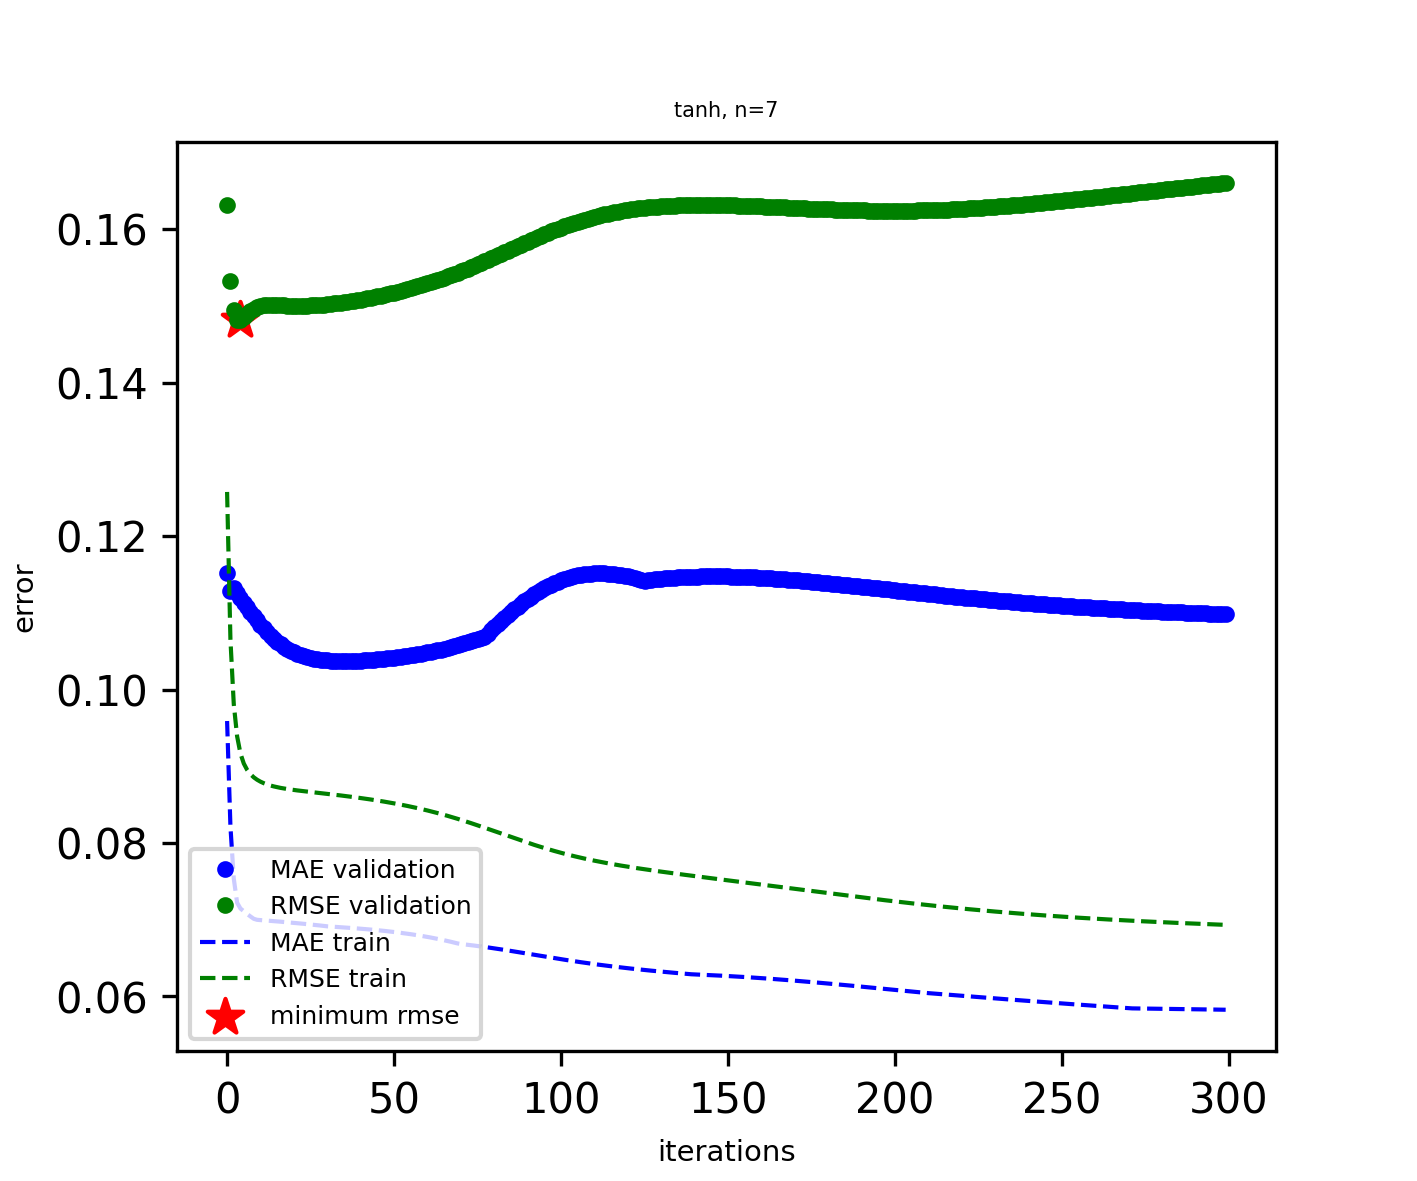 tanh, n=7
error
0.16
0.14
0.12
0.10
0.08
0.06
MAE validation
RMSE validation
MAE train
RMSE train
minimum rmse
0 50 100 150 200 250 300
iterations